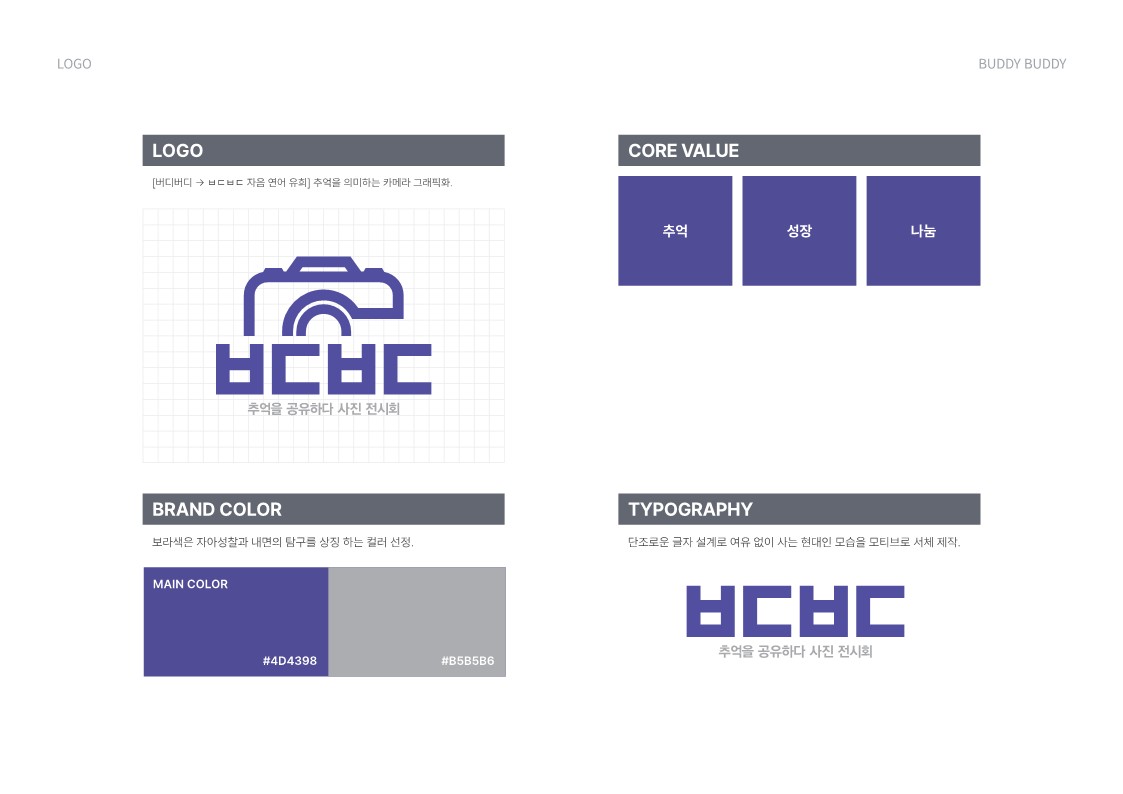 LOGO
BUDDY BUDDY
LOGO
[버디버디 → ㅂㄷㅂㄷ 자음 연어 유희] 추억을 의미하는 카메라 그래픽화.
ㅂㄷㅂㄷ
추억을 공유하다 사진 전시회
CORE VALUE
추억
성장
나눔
BRAND COLOR
보라색은 자아성찰과 내면의 탐구를 상징 하는 컬러 선정.
MAIN COLOR
#4D4398
#B5B5B6
TYPOGRAPHY
단조로운 글자 설계로 여유 없이 사는 현대인 모습을 모티브로 서체 제작.
ㅂㄷㅂㄷ
추억을 공유하다 사진 전시회